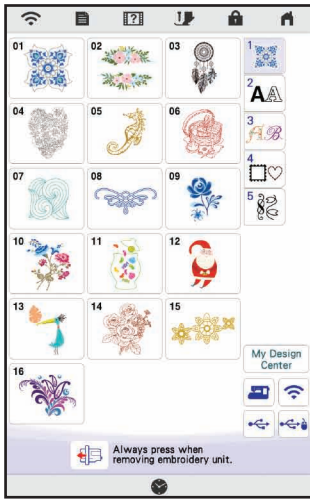 01 02 03
04 05 06
07 08 09
10 11 12
13 14 15
16
1
2 AA
3 AB
4
5
My Design
Center
Always press when
removing embroidery unit.